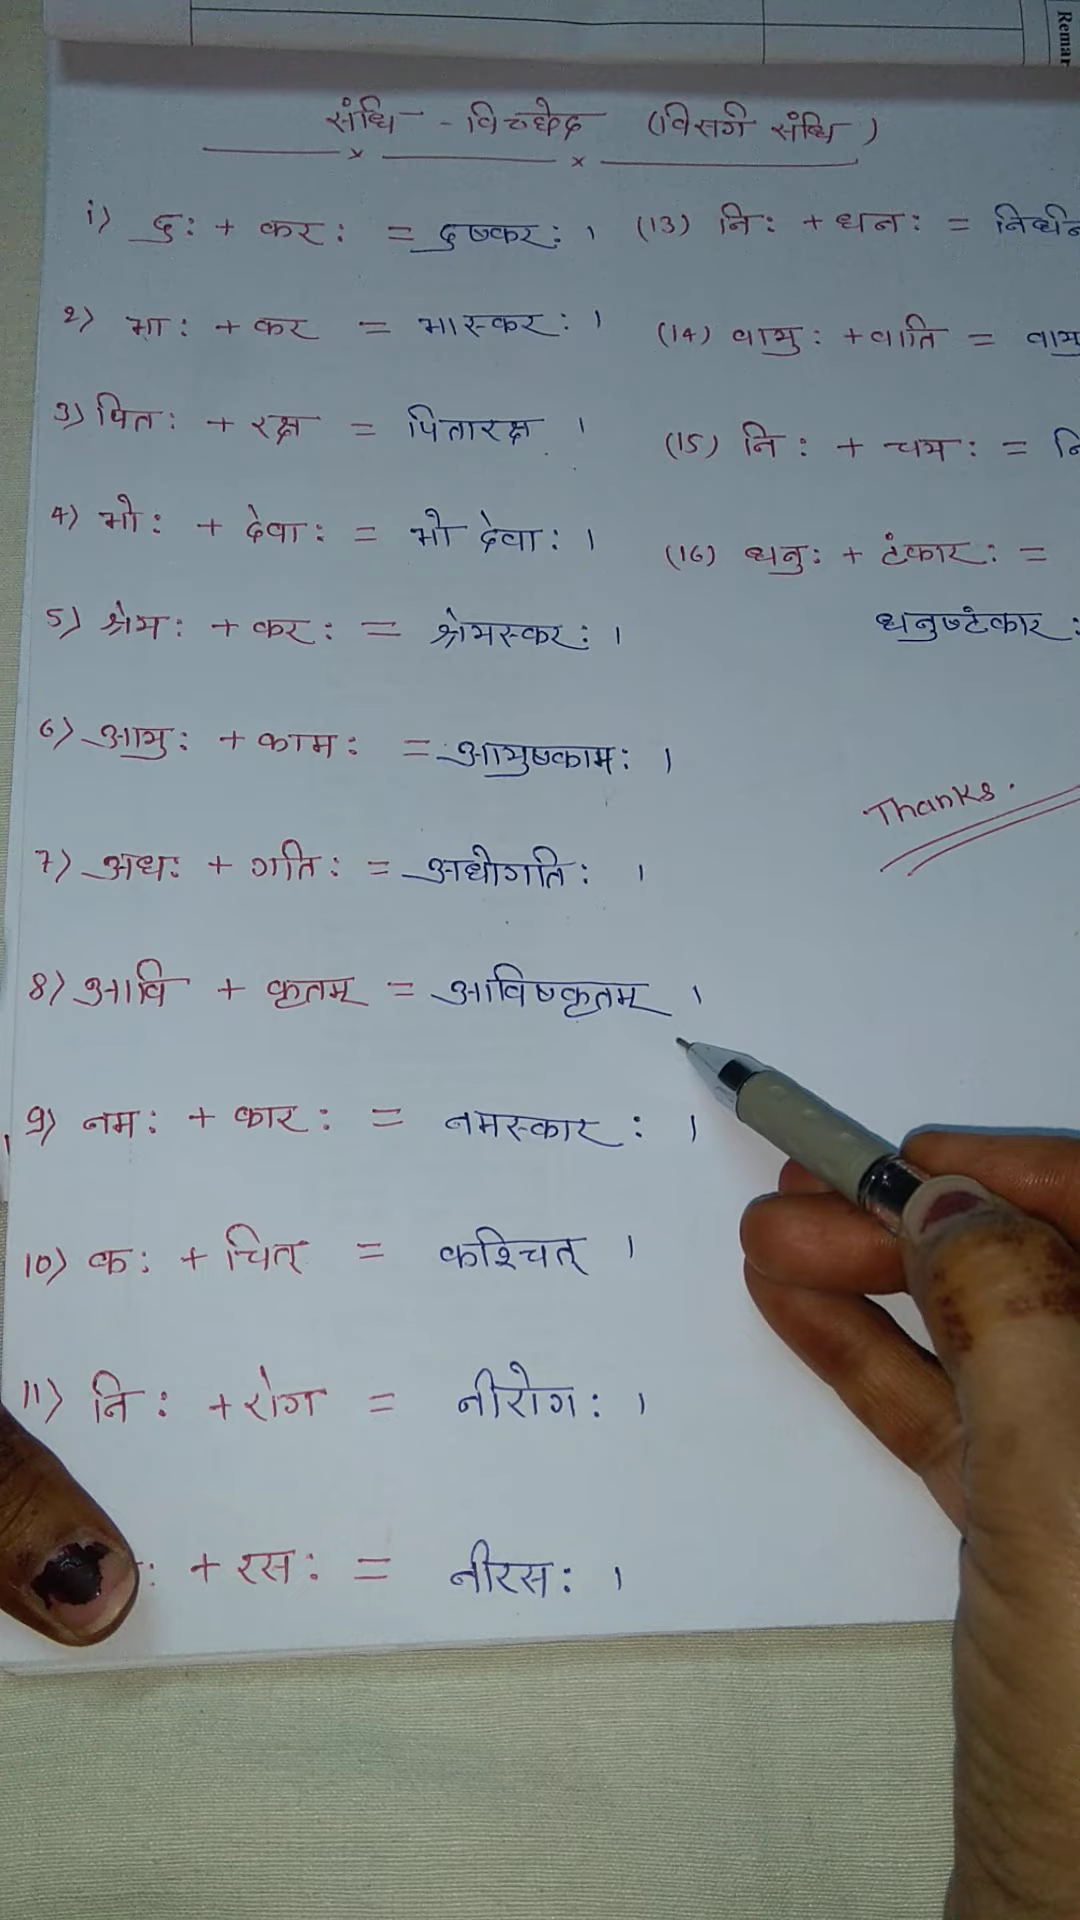 Remar
संधि - विच्छेद (विसर्ग संधि)
1) दुः + करः = दुष्करः ।
2) भाः + कर = भास्करः ।
3) पितः + रक्ष = पितारक्ष ।
4) भोः + देवाः = भो देवाः ।
5) श्रेयः + करः = श्रेयस्करः ।
6) आयुः + कामः = आयुष्कामः ।
7) अधः + गतिः = अधोगतिः ।
8) आवि + कृतम् = आविष्कृतम् ।
9) नमः + कारः = नमस्कारः ।
10) कः + चित् = कश्चित् ।
11) निः + रोग = नीरोगः ।
: + रसः = नीरसः ।
(13) निः + धनः = निर्धन
(14) वायुः + वाति = वायु
(15) निः + चयः = नि
(16) धनुः + टंकारः =
धनुष्टंकारः
Thanks.